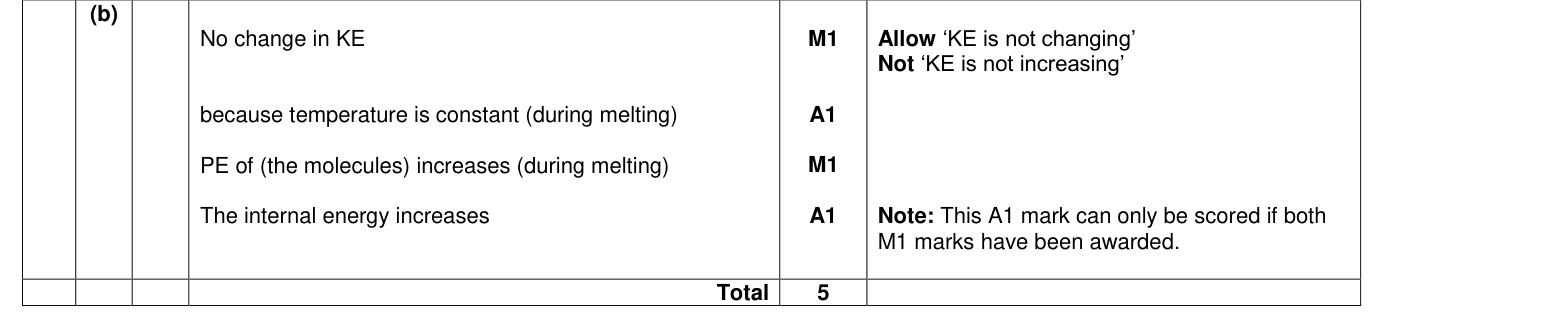 (b)
No change in KE M1 Allow ‘KE is not changing’
Not ‘KE is not increasing’
because temperature is constant (during melting) A1
PE of (the molecules) increases (during melting) M1
The internal energy increases A1 Note: This A1 mark can only be scored if both
M1 marks have been awarded.
Total 5